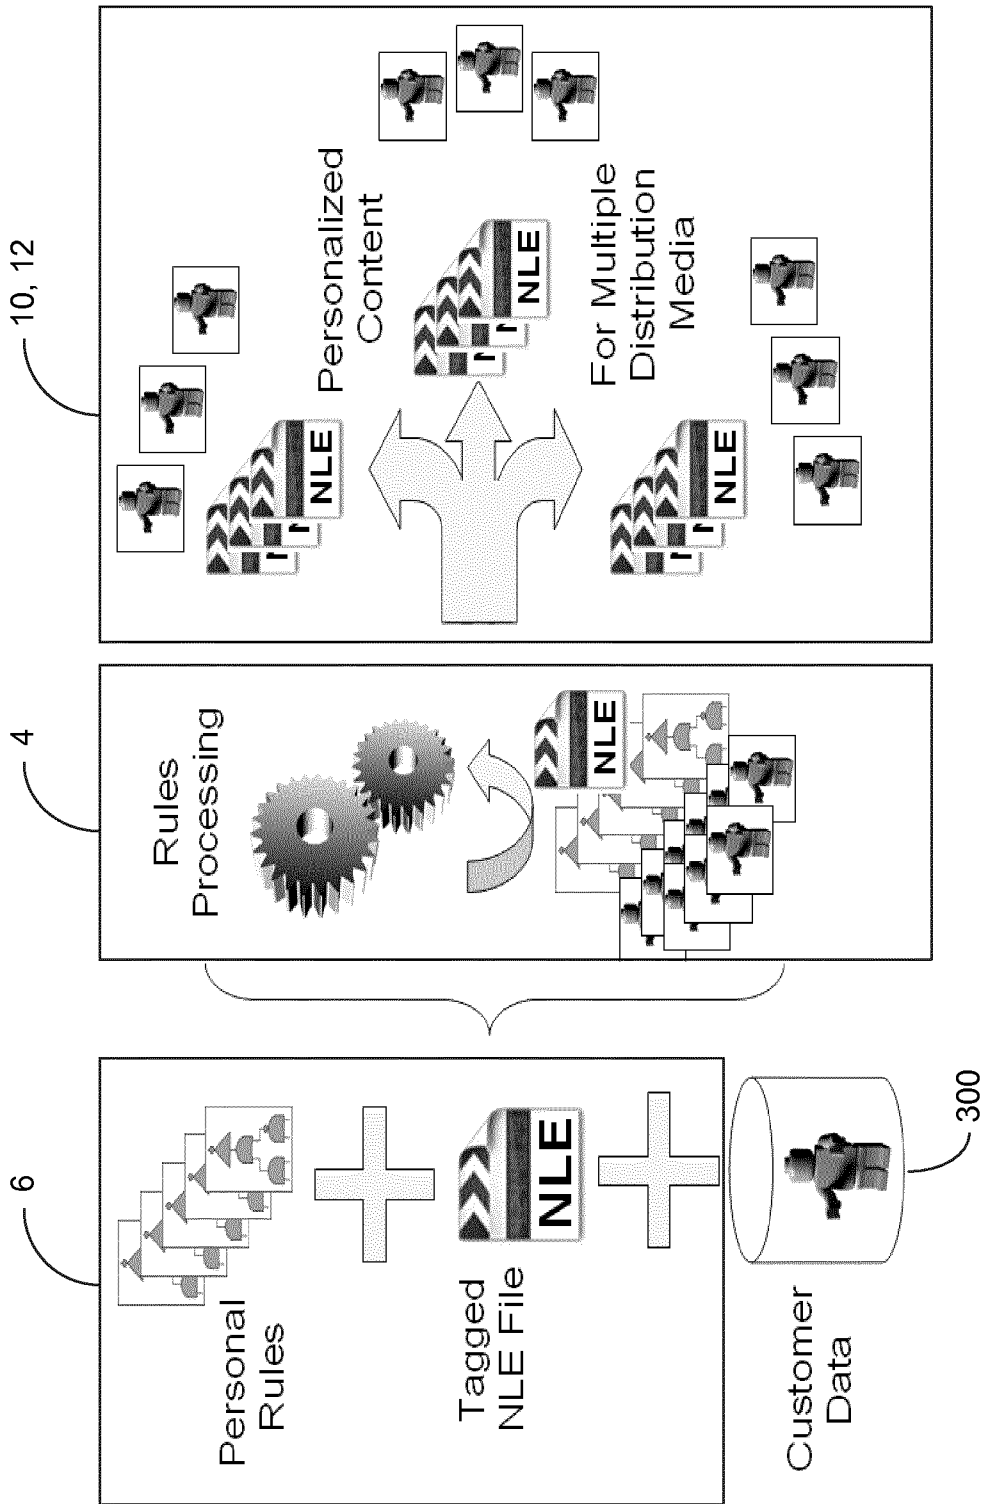 6
Personal
Rules
Tagged
NLE File
NLE
Customer
Data
300
4
Rules
Processing
NLE
10, 12
NLE
Personalized
Content
NLE
For Multiple
Distribution
Media
NLE